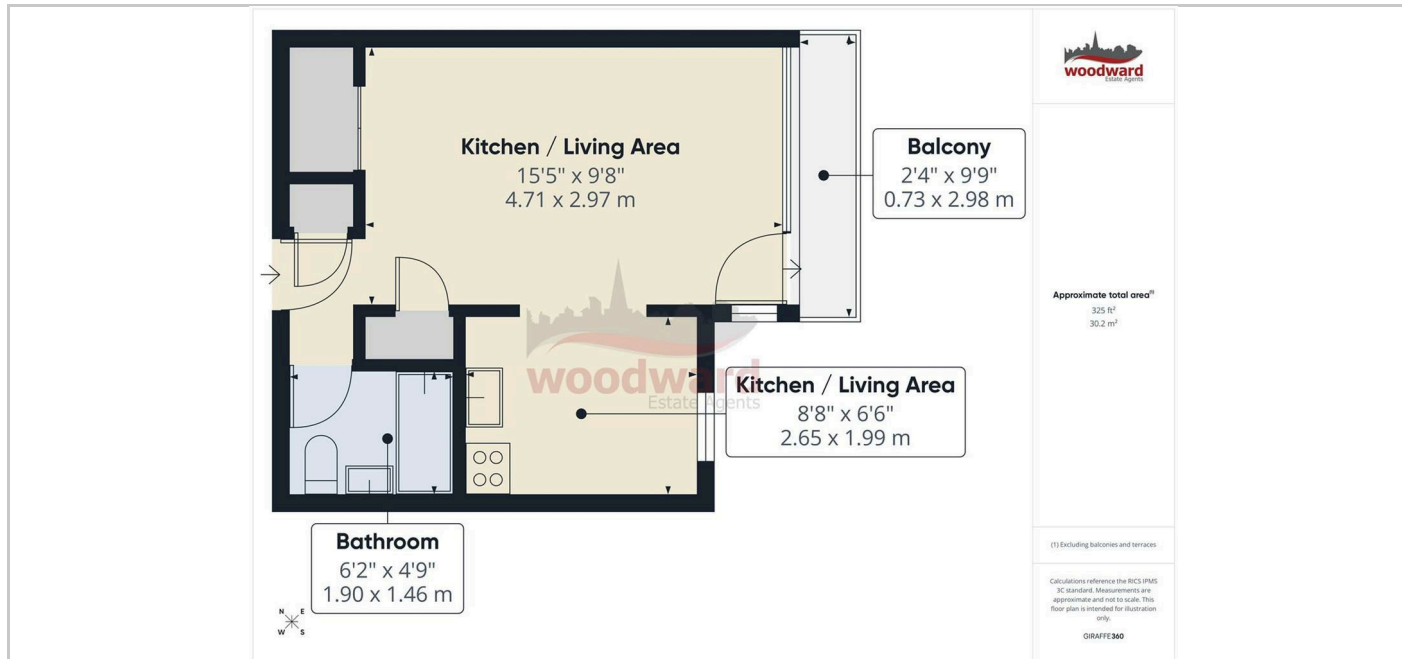 Kitchen / Living Area
15'5" x 9'8"
4.71 x 2.97 m
Balcony
2'4" x 9'9"
0.73 x 2.98 m
woodward
Estate Agents
Kitchen / Living Area
8'8" x 6'6"
2.65 x 1.99 m
Bathroom
6'2" x 4'9"
1.90 x 1.46 m
N E
W S
woodward
Estate Agents
Approximate total area(1)
325 ft²
30.2 m²
(1) Excluding balconies and terraces
Calculations reference the RICS IPMS
3C standard. Measurements are
approximate and not to scale. This
floor plan is intended for illustration
only.
GIRAFFE360